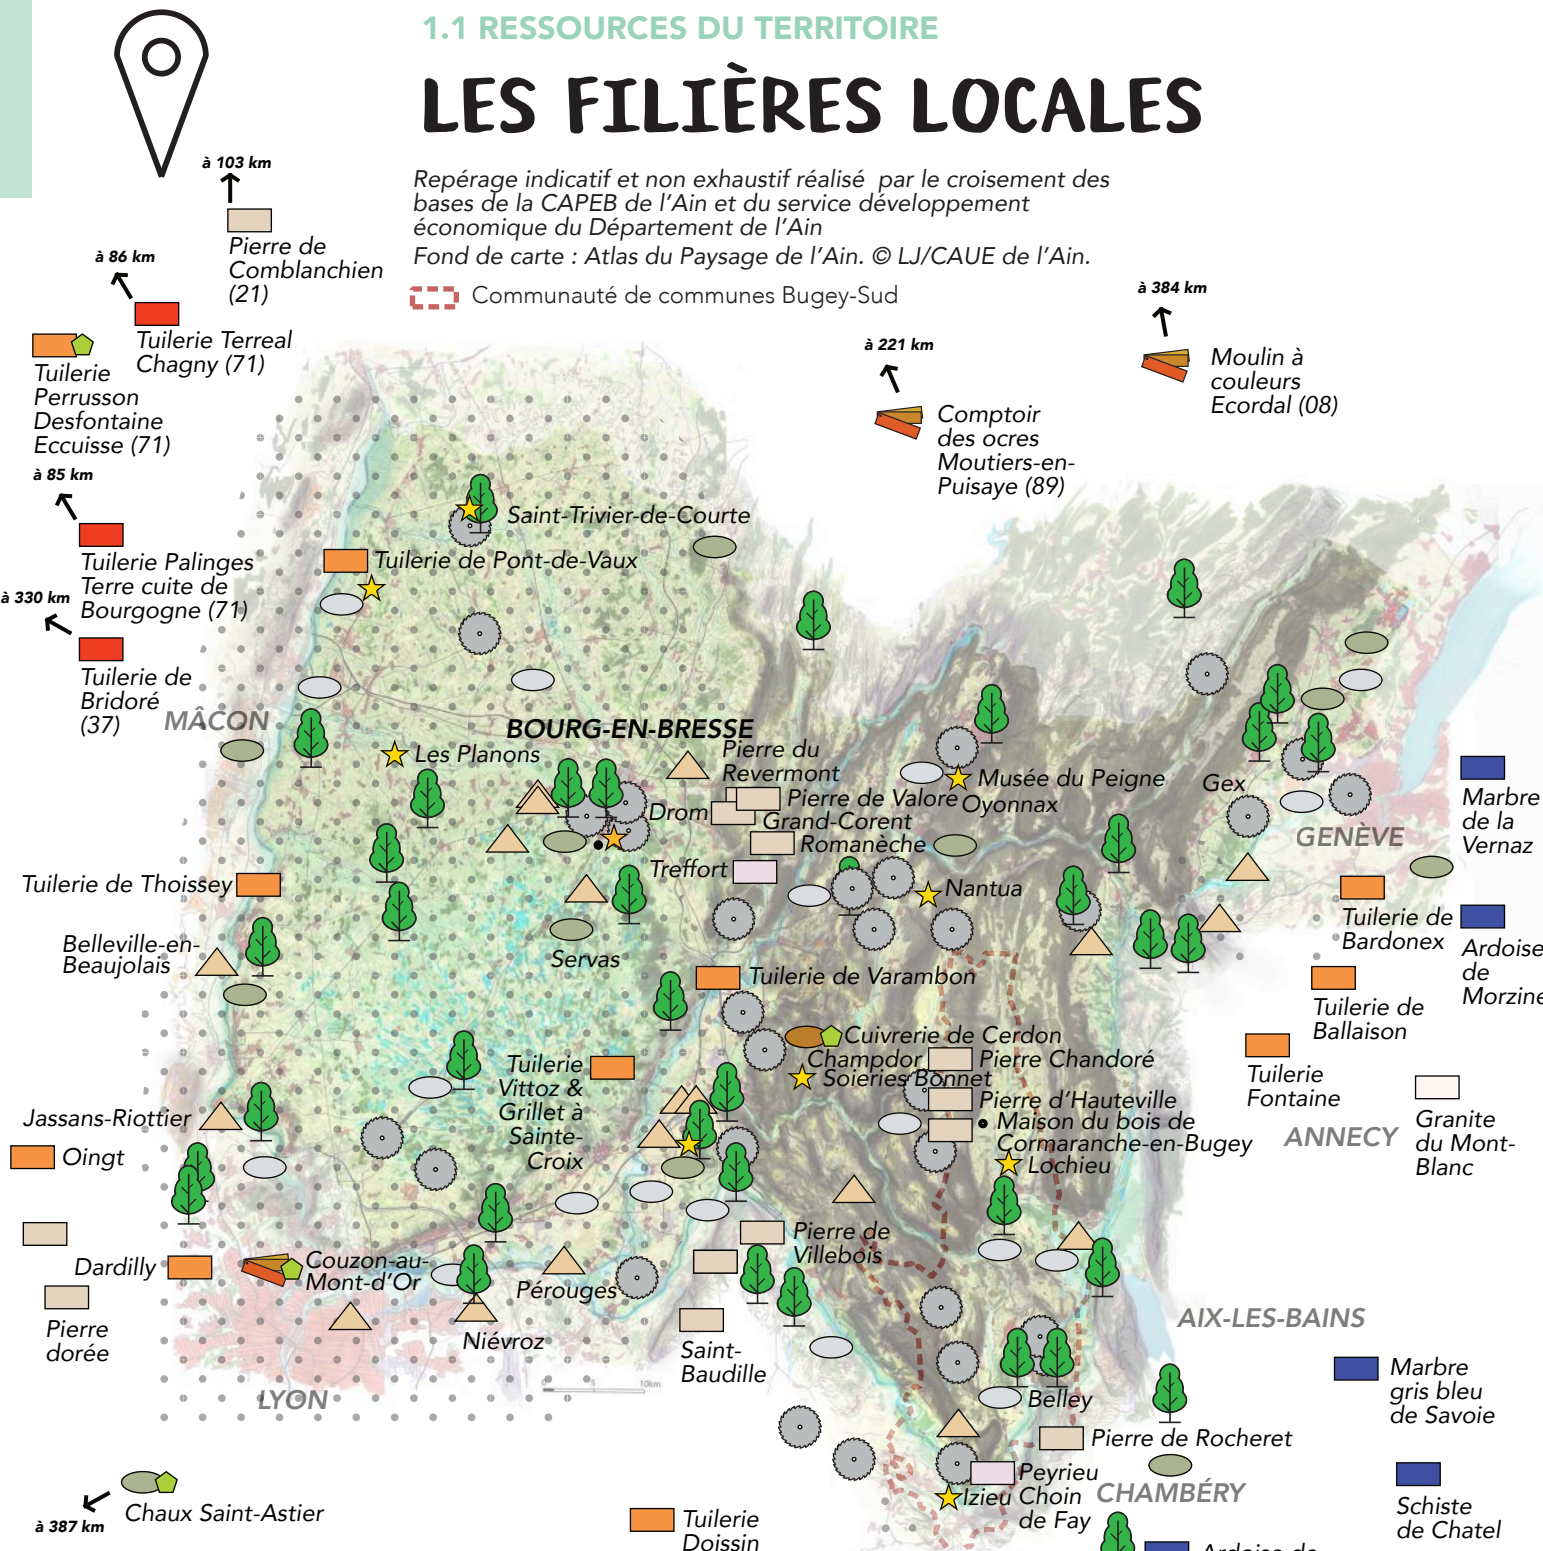 1.1 RESSOURCES DU TERRITOIRE
LES FILIÈRES LOCALES
Repérage indicatif et non exhaustif réalisé par le croisement des
bases de la CAPEB de l'Ain et du service développement
économique du Département de l'Ain
Fond de carte : Atlas du Paysage de l'Ain. © LJ/CAUE de l'Ain.
Communauté de communes Bugey-Sud
à 103 km
Pierre de
Comblanchien
(21)
à 86 km
Tuilerie Terreal
Chagny (71)
Tuilerie
Perrusson
Desfontaine
Eccuisse (71)
à 85 km
Tuilerie Palinges
Terre cuite de
Bourgogne (71)
à 330 km
Tuilerie de
Bridoré
(37)
à 221 km
Comptoir
des ocres
Moutiers-en-
Puisaye (89)
à 384 km
Moulin à
couleurs
Ecordal (08)
Saint-Trivier-de-Courte
Tuilerie de Pont-de-Vaux
MÂCON
BOURG-EN-BRESSE
Les Planons
Pierre du
Revermont
Drom
Pierre de Valore
Grand-Corent
Romanèche
Treffort
Musée du Peigne
Oyonnax
Nantua
Gex
GENÈVE
Marbre
de la
Vernaz
Tuilerie de Thoissey
Tuilerie de
Bardonex
Ardoise
de
Morzine
Belleville-en-
Beaujolais
Servas
Tuilerie de Varambon
Tuilerie de
Ballaison
Cuivrerie de Cerdon
Champdor
Pierre Chandoré
Soieries Bonnet
Tuilerie
Vittoz &
Grillet à
Sainte-
Croix
Pierre d'Hauteville
Maison du bois de
Cormaranche-en-Bugey
Lochieu
Tuilerie
Fontaine
Granite
du Mont-
Blanc
ANNECY
Jassans-Riottier
Oingt
Dardilly
Couzon-au-
Mont-d'Or
Pierre de
Villebois
Pérouges
Niévroz
Pierre
dorée
Saint-
Baudille
AIX-LES-BAINS
5
10km
LYON
Belley
Marbre
gris bleu
de Savoie
Pierre de Rocheret
Peyrieu
Choin
de Fay
Izieu
CHAMBÉRY
Schiste
de Chatel
Chaux Saint-Astier
à 387 km
Tuilerie
Doissin
Ardoise de